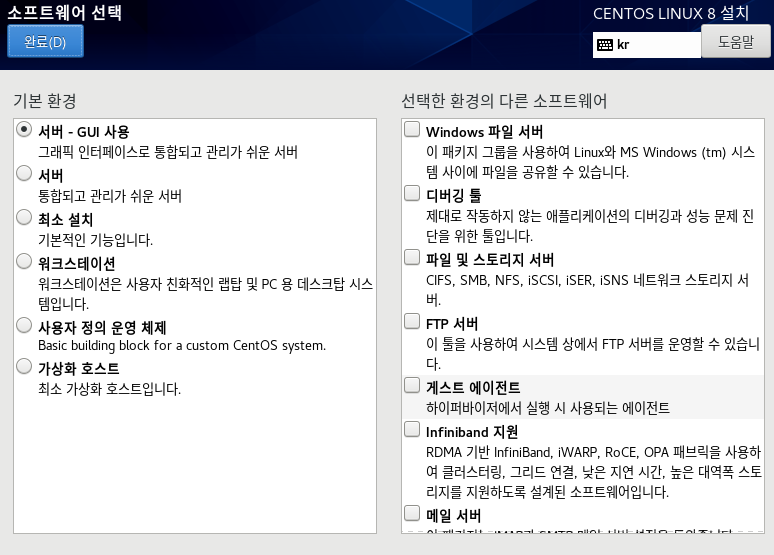 소프트웨어 선택
CENTOS LINUX 8 설치
완료(D)
kr
도움말
기본 환경
서버 - GUI 사용
그래픽 인터페이스로 통합되고 관리가 쉬운 서버
서버
통합되고 관리가 쉬운 서버
최소 설치
기본적인 기능입니다.
워크스테이션
워크스테이션은 사용자 친화적인 랩탑 및 PC 용 데스크탑 시스
템입니다.
사용자 정의 운영 체제
Basic building block for a custom CentOS system.
가상화 호스트
최소 가상화 호스트입니다.
선택한 환경의 다른 소프트웨어
Windows 파일 서버
이 패키지 그룹을 사용하여 Linux와 MS Windows (tm) 시스
템 사이에 파일을 공유할 수 있습니다.
디버깅 툴
제대로 작동하지 않는 애플리케이션의 디버깅과 성능 문제 진
단을 위한 툴입니다.
파일 및 스토리지 서버
CIFS, SMB, NFS, iSCSI, iSER, iSNS 네트워크 스토리지 서
버.
FTP 서버
이 툴을 사용하여 시스템 상에서 FTP 서버를 운영할 수 있습니
다.
게스트 에이전트
하이퍼바이저에서 실행 시 사용되는 에이전트
Infiniband 지원
RDMA 기반 InfiniBand, iWARP, RoCE, OPA 패브릭을 사용하
여 클러스터링, 그리드 연결, 낮은 지연 시간, 높은 대역폭 스토
리지를 지원하도록 설계된 소프트웨어입니다.
메일 서버